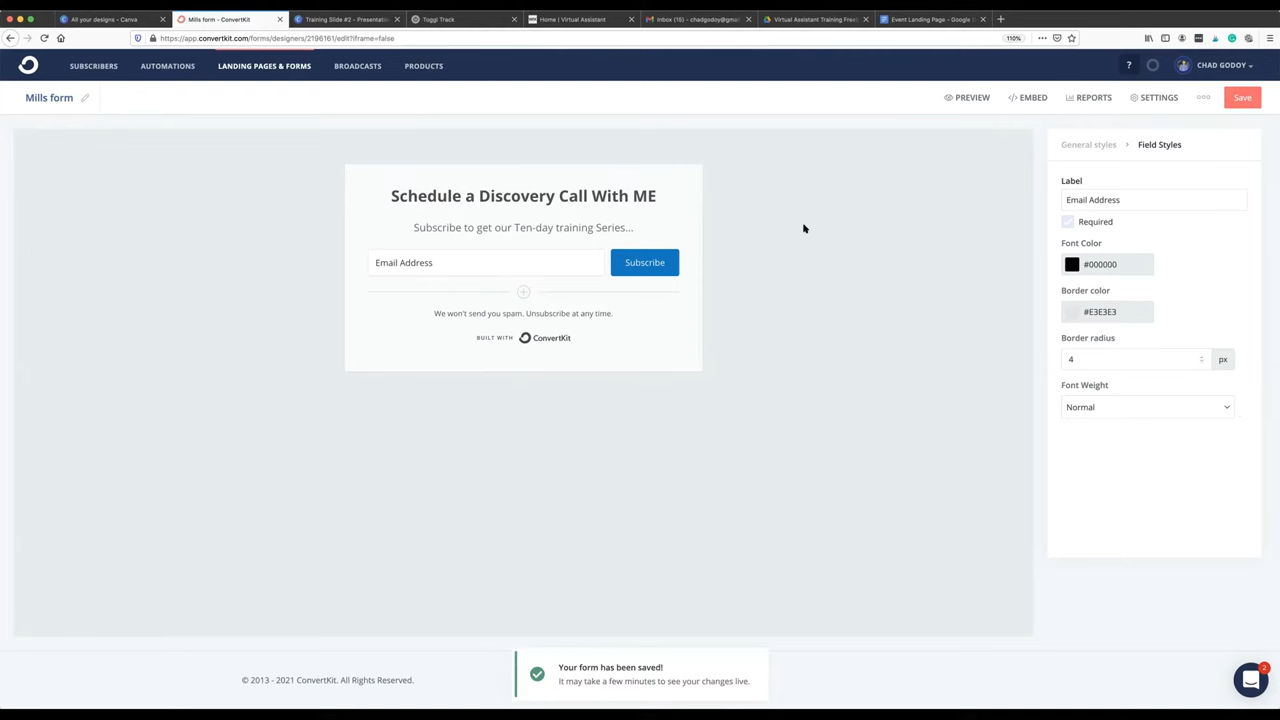 All your designs - Canva
Mills form - ConvertKit
Training Slide #2 - Presentatio
Toggl Track
Home | Virtual Assistant
Inbox (15) - chadgodoy@gmai
Virtual Assistant Training Free
Event Landing Page - Google D
https://app.convertkit.com/forms/designers/2196161/edit?iframe=false
110%
SUBSCRIBERS
AUTOMATIONS
LANDING PAGES & FORMS
BROADCASTS
PRODUCTS
?
CHAD GODOY
Mills form
PREVIEW
</> EMBED
REPORTS
SETTINGS
Save
General styles > Field Styles
Schedule a Discovery Call With ME
Subscribe to get our Ten-day training Series...
Email Address
Subscribe
We won't send you spam. Unsubscribe at any time.
BUILT WITH ConvertKit
Label
Email Address
Required
Font Color
#000000
Border color
#E3E3E3
Border radius
4
px
Font Weight
Normal
Your form has been saved!
It may take a few minutes to see your changes live.
© 2013 - 2021 ConvertKit. All Rights Reserved.
2